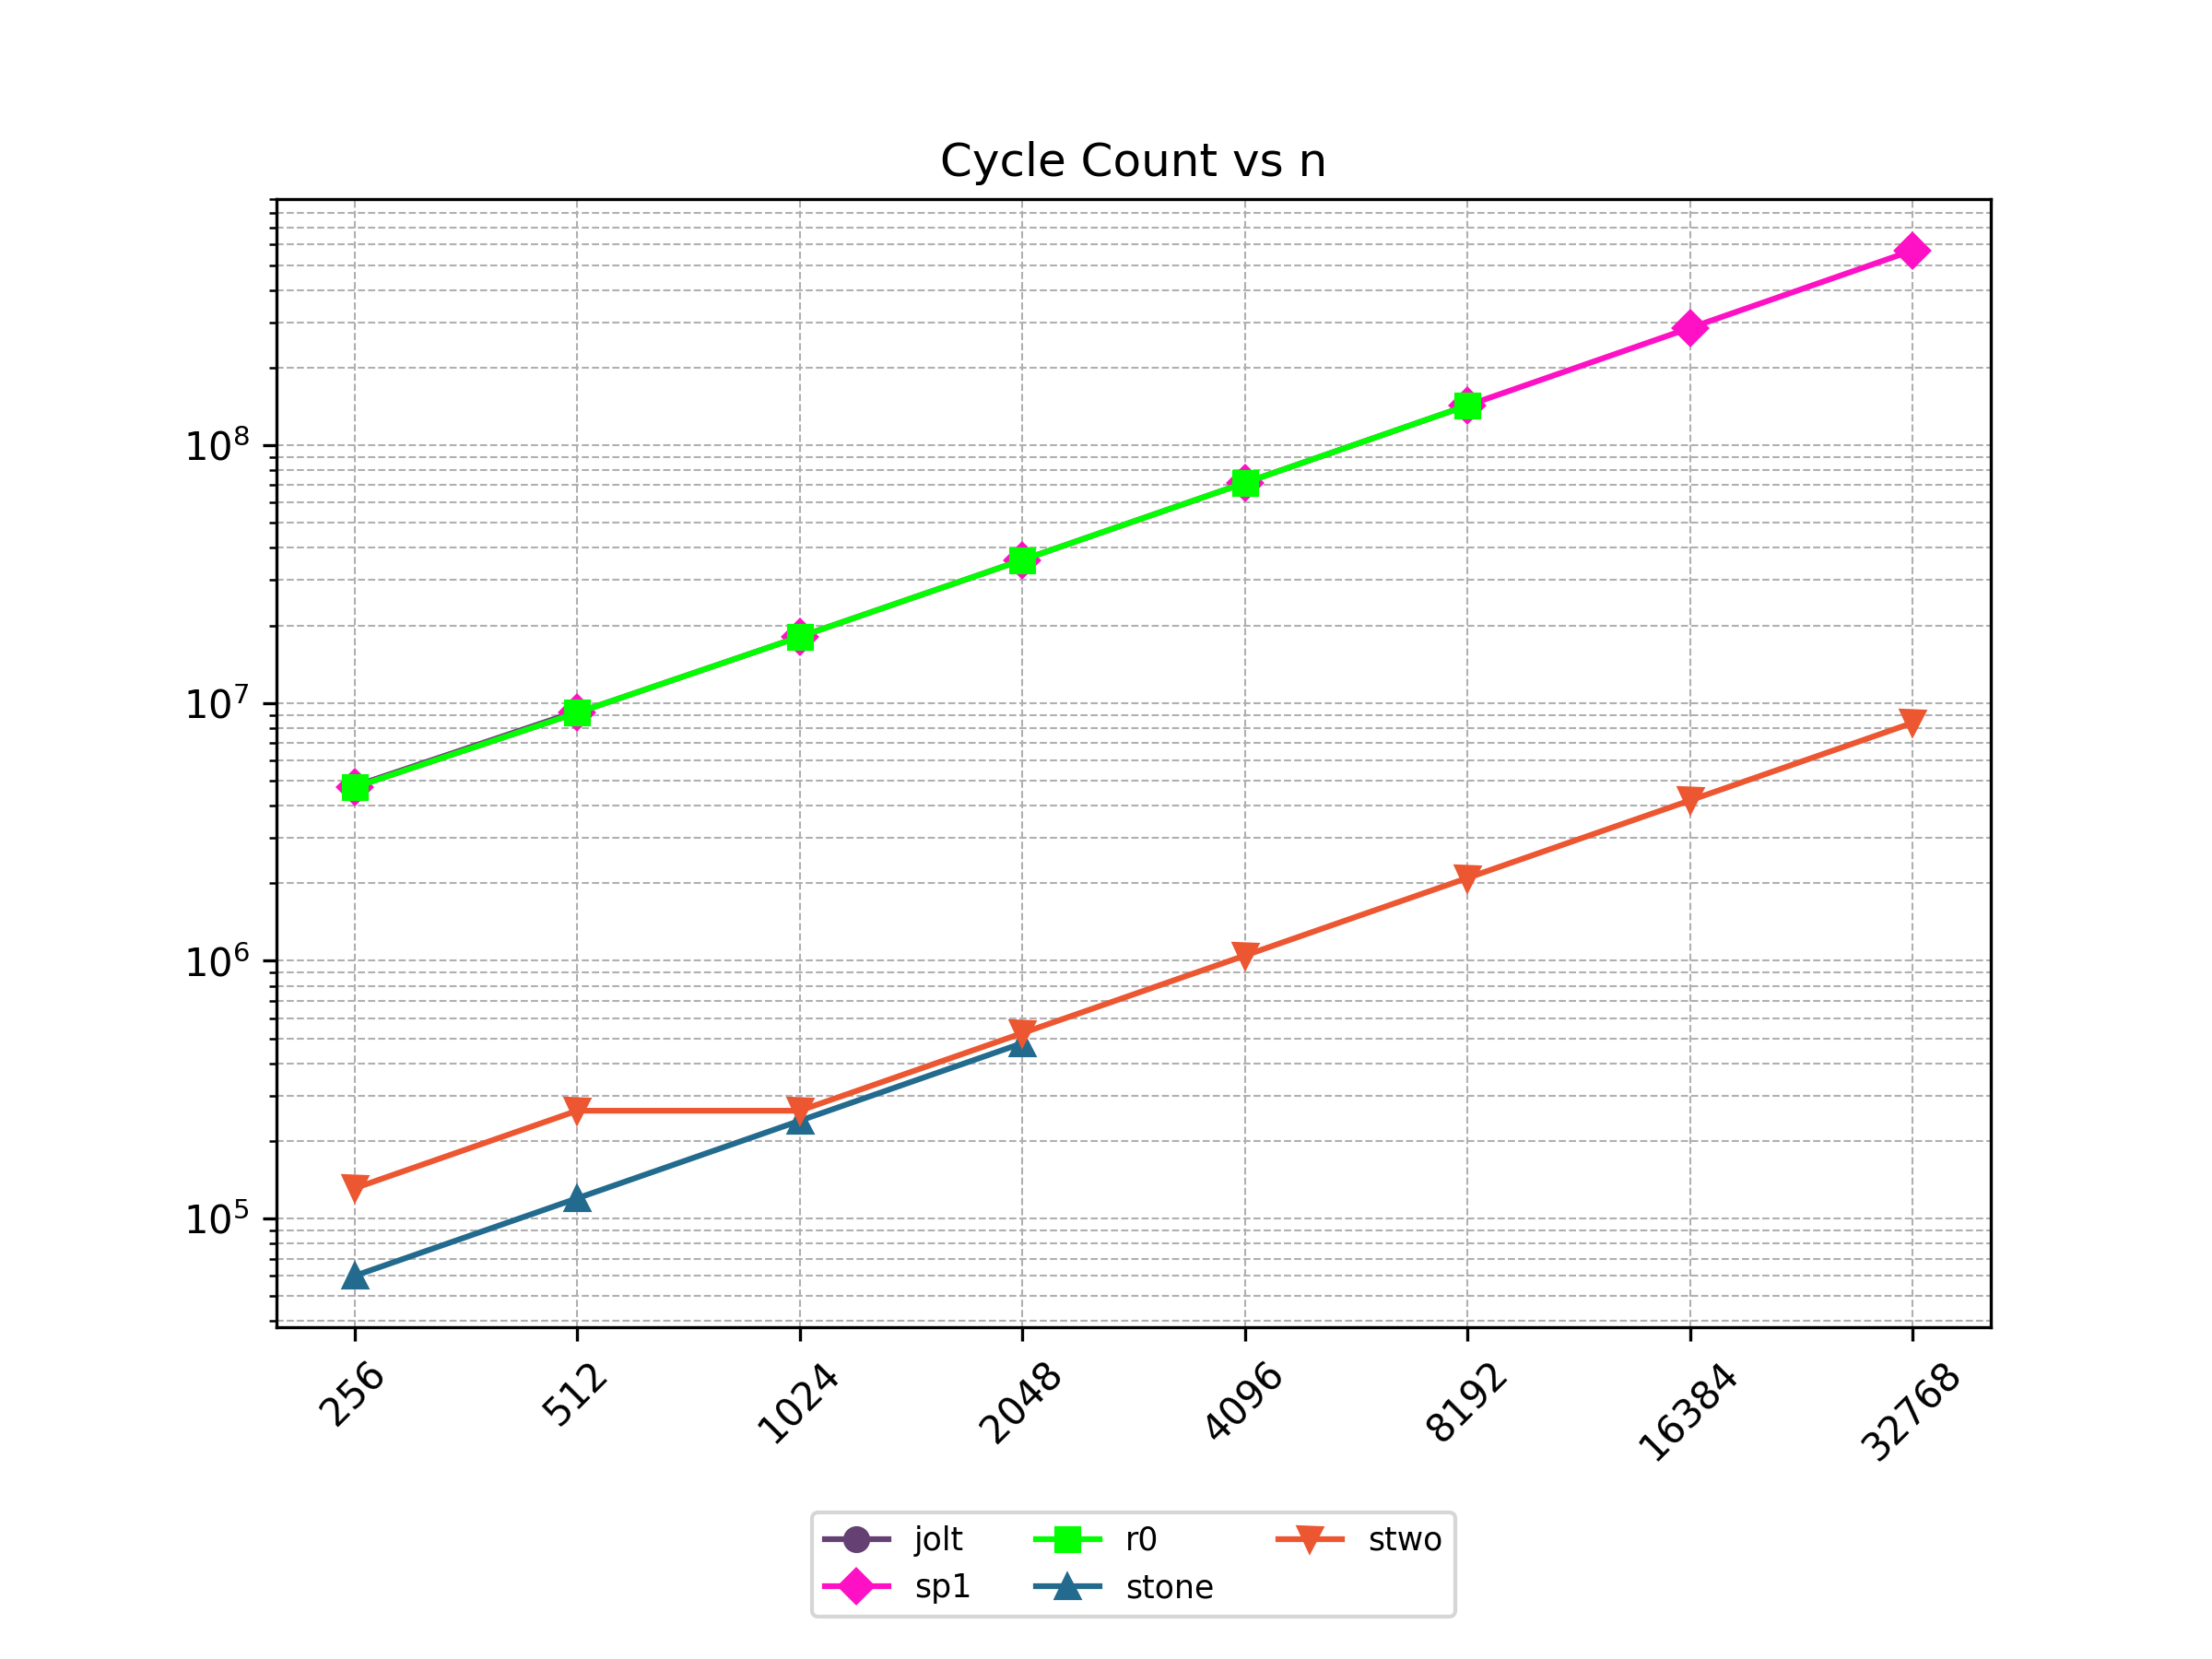 Cycle Count vs n
10⁸
10⁷
10⁶
10⁵
256 512 1024 2048 4096 8192 16384 32768
jolt r0 stwo
sp1 stone